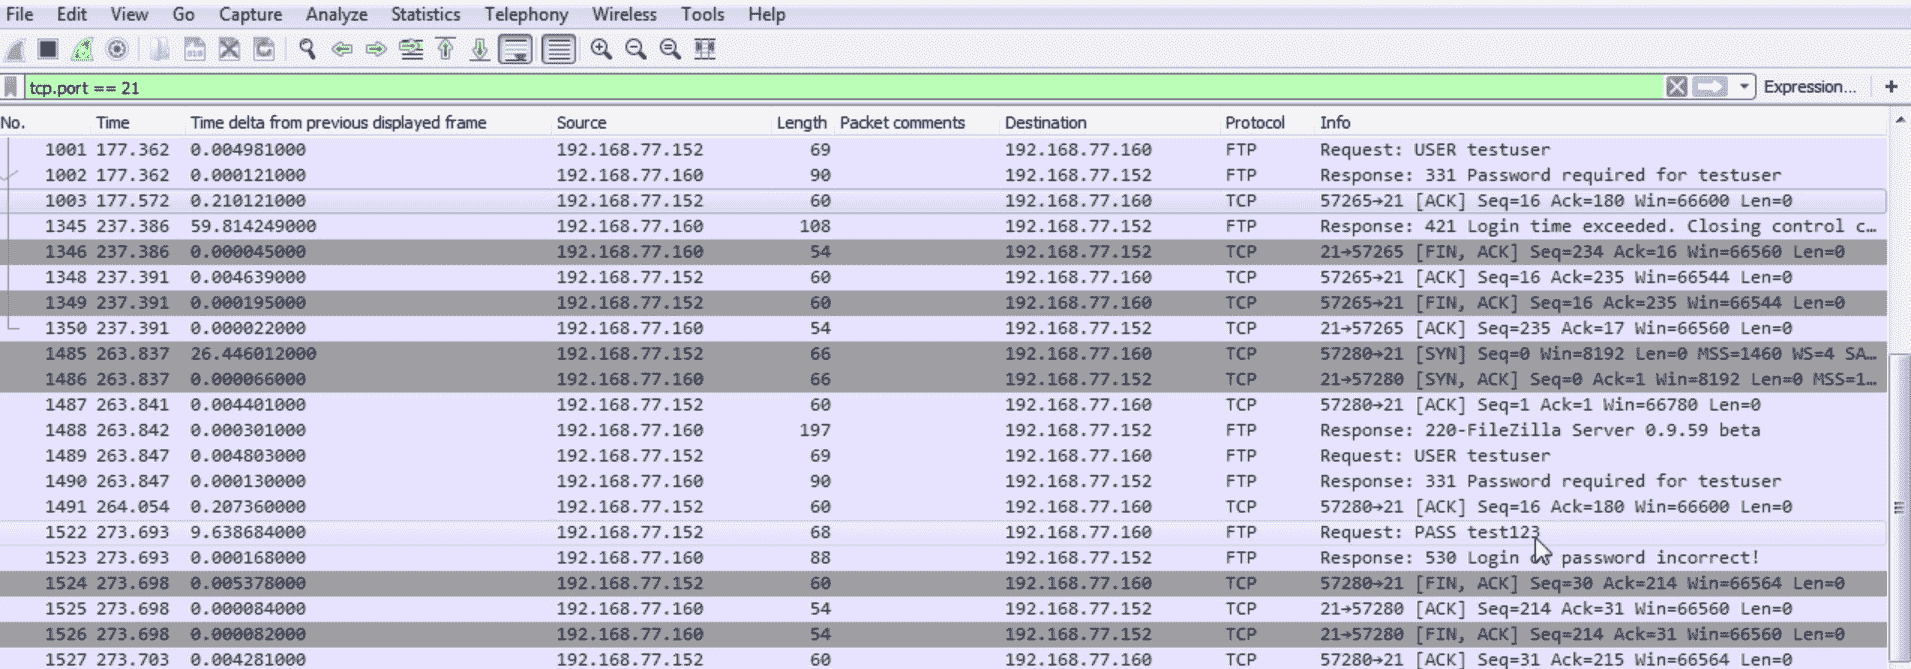 File Edit View Go Capture Analyze Statistics Telephony Wireless Tools Help
tcp.port == 21 Expression... +
No. Time Time delta from previous displayed frame Source Length Packet comments Destination Protocol Info
1001 177.362 0.004981000 192.168.77.152 69 192.168.77.160 FTP Request: USER testuser
1002 177.362 0.000121000 192.168.77.160 90 192.168.77.152 FTP Response: 331 Password required for testuser
1003 177.572 0.210121000 192.168.77.152 60 192.168.77.160 TCP 57265→21 [ACK] Seq=16 Ack=180 Win=66600 Len=0
1345 237.386 59.814249000 192.168.77.160 108 192.168.77.152 FTP Response: 421 Login time exceeded. Closing control c…
1346 237.386 0.000045000 192.168.77.160 54 192.168.77.152 TCP 21→57265 [FIN, ACK] Seq=234 Ack=16 Win=66560 Len=0
1348 237.391 0.004639000 192.168.77.152 60 192.168.77.160 TCP 57265→21 [ACK] Seq=16 Ack=235 Win=66544 Len=0
1349 237.391 0.000195000 192.168.77.152 60 192.168.77.160 TCP 57265→21 [FIN, ACK] Seq=16 Ack=235 Win=66544 Len=0
1350 237.391 0.000022000 192.168.77.160 54 192.168.77.152 TCP 21→57265 [ACK] Seq=235 Ack=17 Win=66560 Len=0
1485 263.837 26.446012000 192.168.77.152 66 192.168.77.160 TCP 57280→21 [SYN] Seq=0 Win=8192 Len=0 MSS=1460 WS=4 SA…
1486 263.837 0.000066000 192.168.77.160 66 192.168.77.152 TCP 21→57280 [SYN, ACK] Seq=0 Ack=1 Win=8192 Len=0 MSS=1…
1487 263.841 0.004401000 192.168.77.152 60 192.168.77.160 TCP 57280→21 [ACK] Seq=1 Ack=1 Win=66780 Len=0
1488 263.842 0.000301000 192.168.77.160 197 192.168.77.152 FTP Response: 220-FileZilla Server 0.9.59 beta
1489 263.847 0.004803000 192.168.77.152 69 192.168.77.160 FTP Request: USER testuser
1490 263.847 0.000130000 192.168.77.160 90 192.168.77.152 FTP Response: 331 Password required for testuser
1491 264.054 0.207360000 192.168.77.152 60 192.168.77.160 TCP 57280→21 [ACK] Seq=16 Ack=180 Win=66600 Len=0
1522 273.693 9.638684000 192.168.77.152 68 192.168.77.160 FTP Request: PASS test123
1523 273.693 0.000168000 192.168.77.160 88 192.168.77.152 FTP Response: 530 Login password incorrect!
1524 273.698 0.005378000 192.168.77.152 60 192.168.77.160 TCP 57280→21 [FIN, ACK] Seq=30 Ack=214 Win=66564 Len=0
1525 273.698 0.000084000 192.168.77.160 54 192.168.77.152 TCP 21→57280 [ACK] Seq=214 Ack=31 Win=66560 Len=0
1526 273.698 0.000082000 192.168.77.160 54 192.168.77.152 TCP 21→57280 [FIN, ACK] Seq=214 Ack=31 Win=66560 Len=0
1527 273.703 0.004281000 192.168.77.152 60 192.168.77.160 TCP 57280→21 [ACK] Seq=31 Ack=215 Win=66564 Len=0